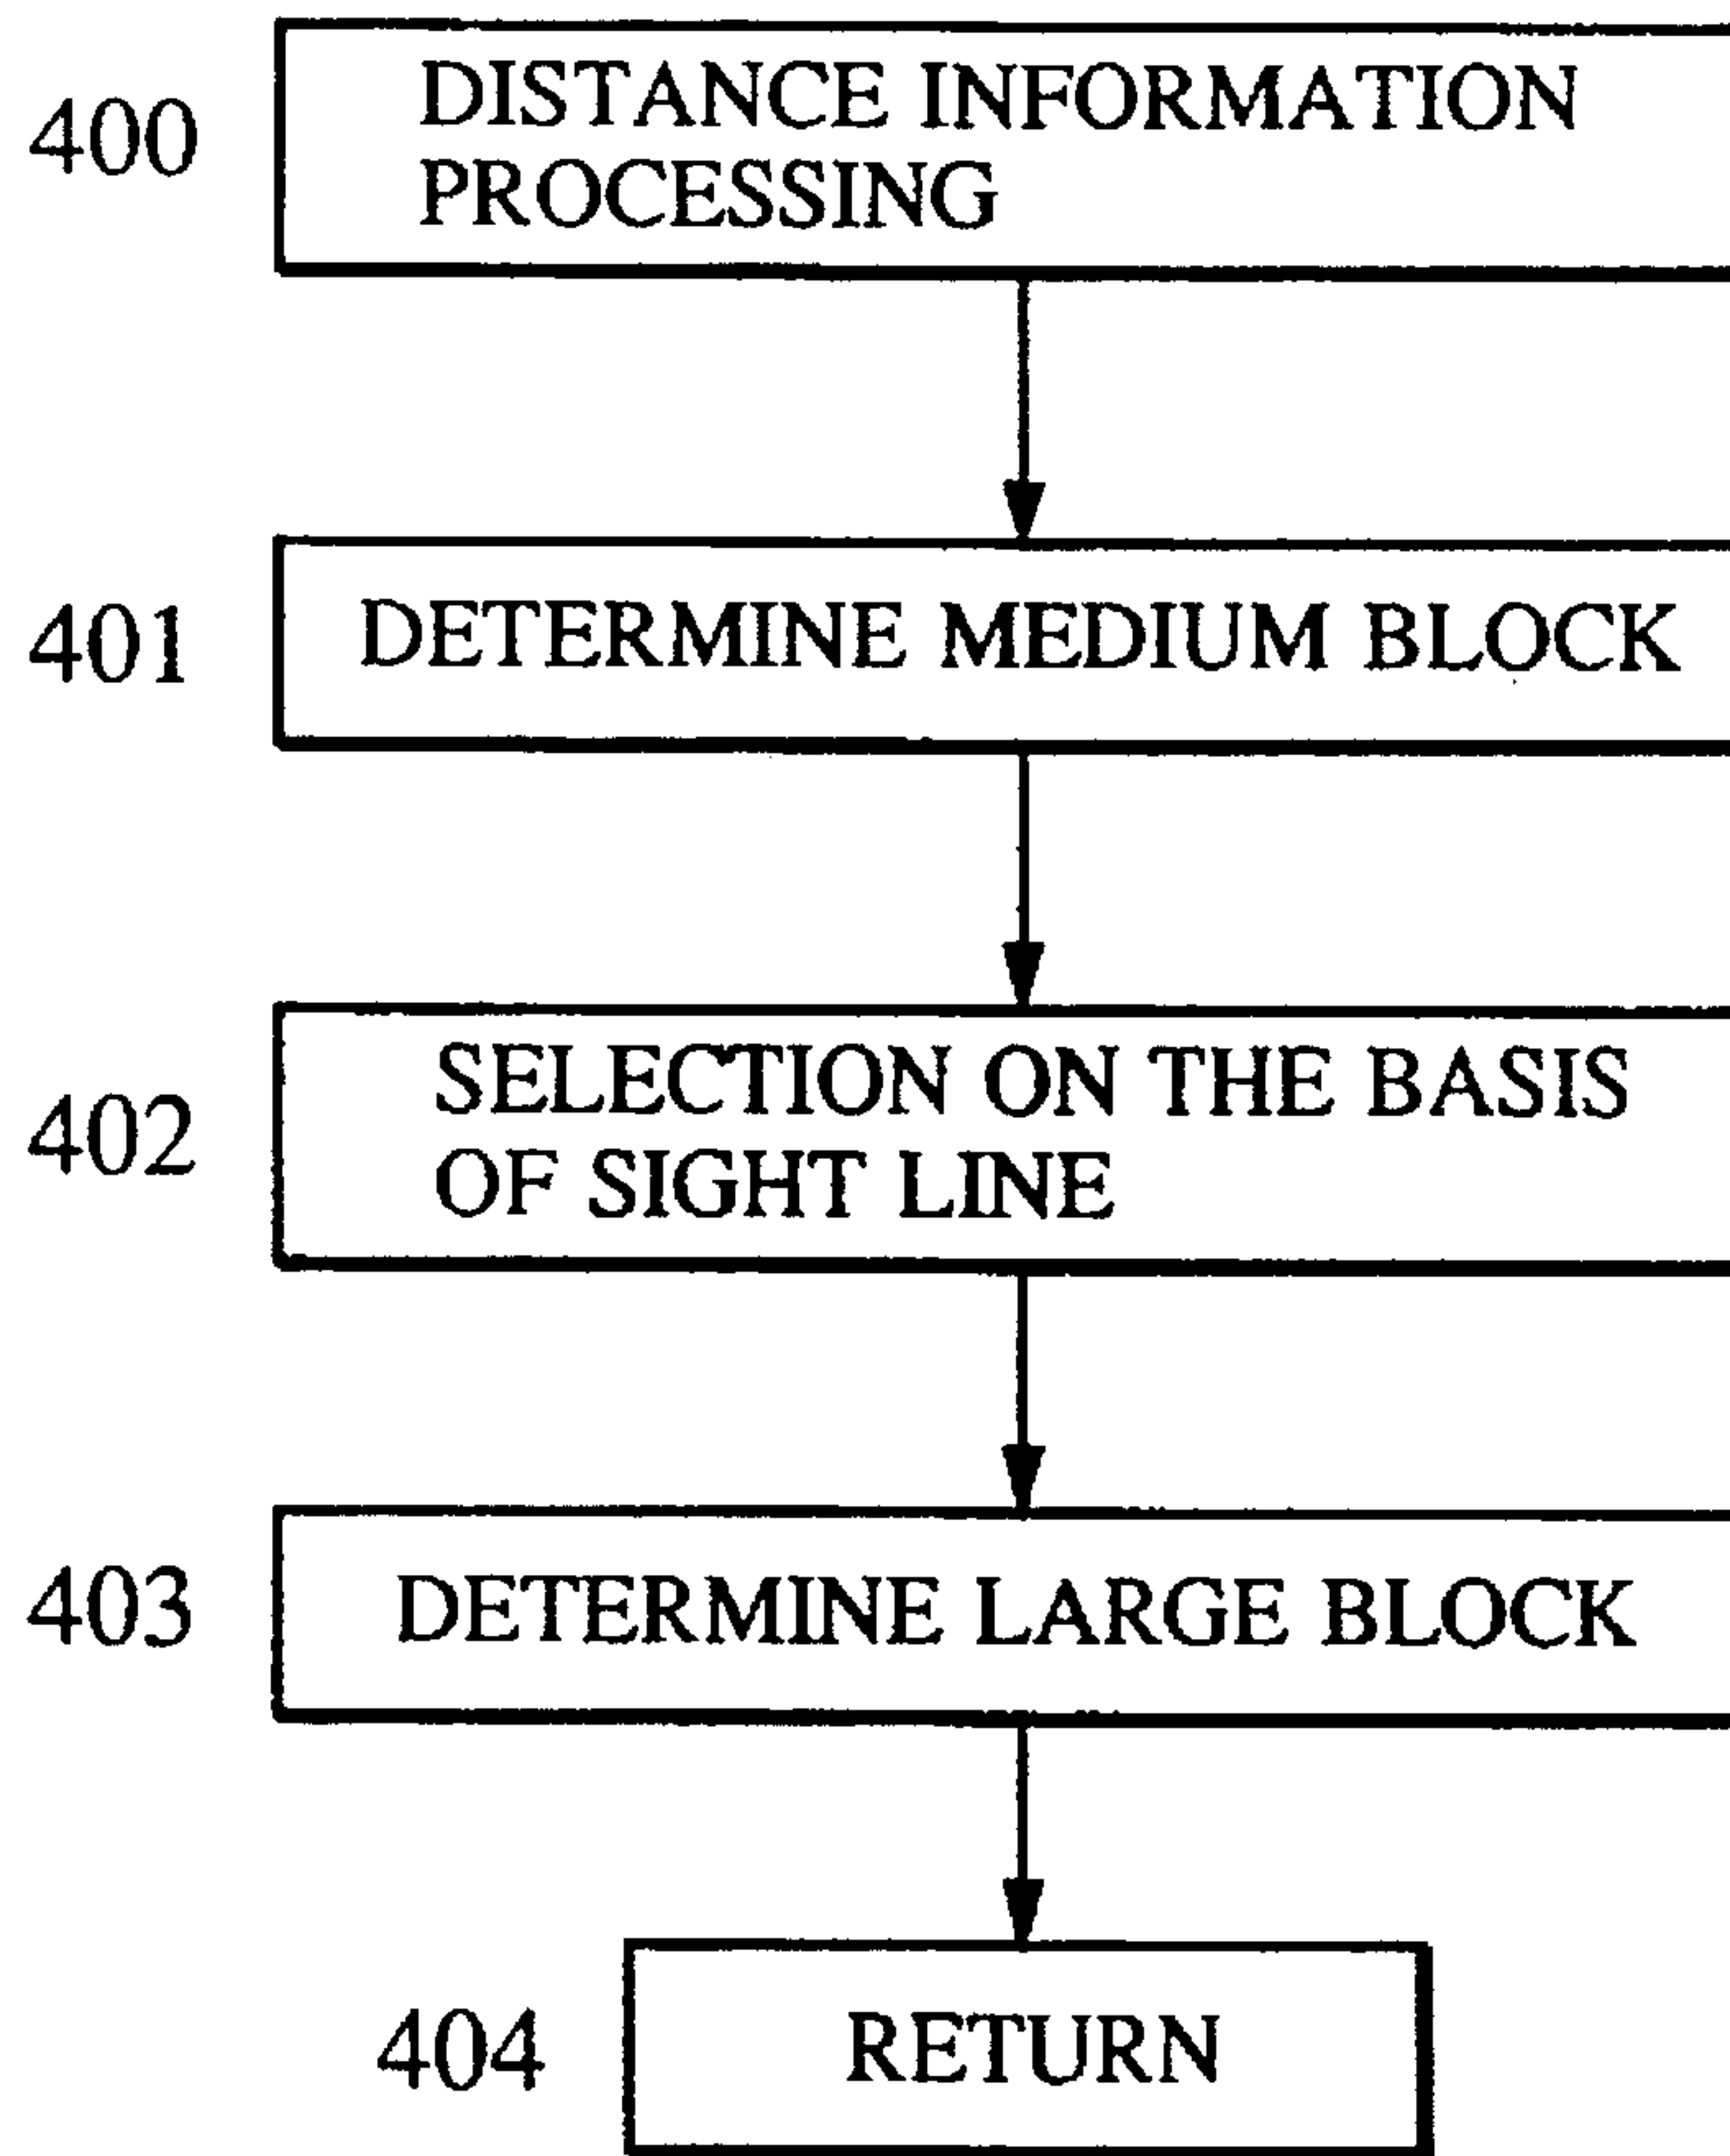 400
DISTANCE INFORMATION
PROCESSING
401
DETERMINE MEDIUM BLOCK
402
SELECTION ON THE BASIS
OF SIGHT LINE
403
DETERMINE LARGE BLOCK
404
RETURN